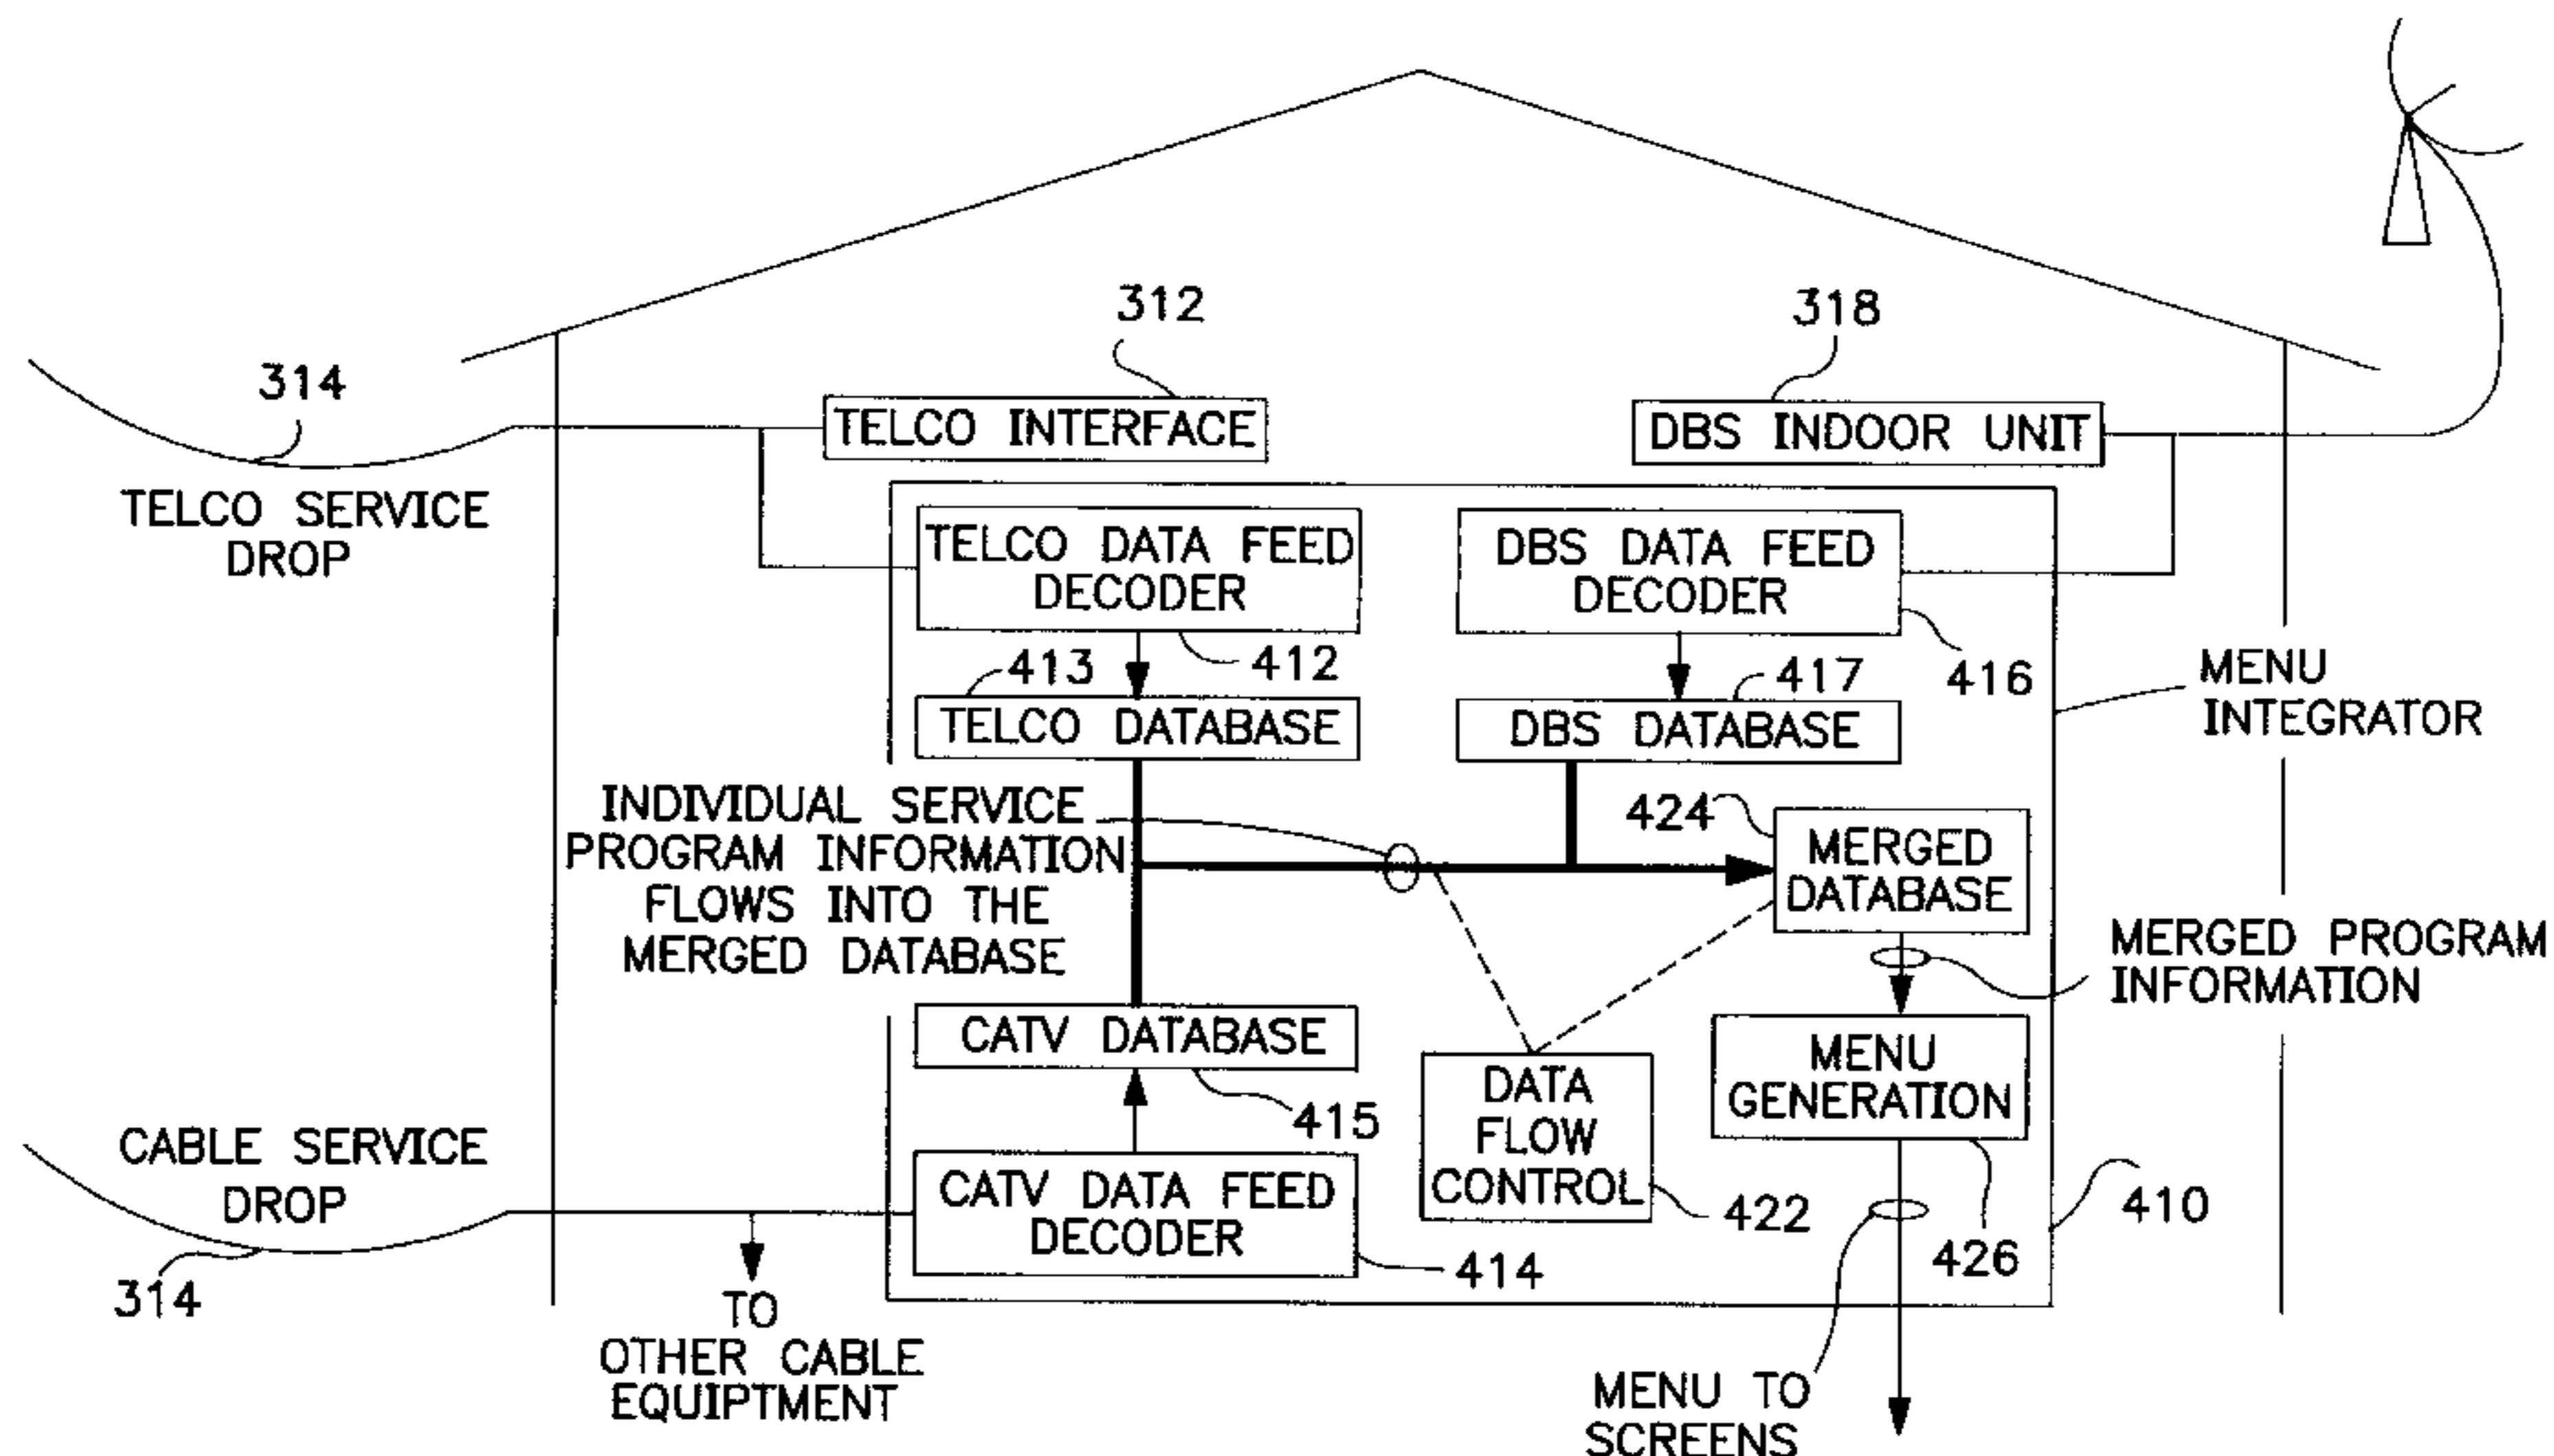 312
318
314
TELCO INTERFACE
DBS INDOOR UNIT
TELCO SERVICE
DROP
TELCO DATA FEED
DECODER
DBS DATA FEED
DECODER
413
412
417
416
TELCO DATABASE
DBS DATABASE
MENU
INTEGRATOR
INDIVIDUAL SERVICE
PROGRAM INFORMATION
FLOWS INTO THE
MERGED DATABASE
424
MERGED
DATABASE
MERGED PROGRAM
INFORMATION
CATV DATABASE
415
DATA
FLOW
CONTROL
422
MENU
GENERATION
426
410
CABLE SERVICE
DROP
314
CATV DATA FEED
DECODER
414
TO
OTHER CABLE
EQUIPTMENT
MENU TO
SCREENS